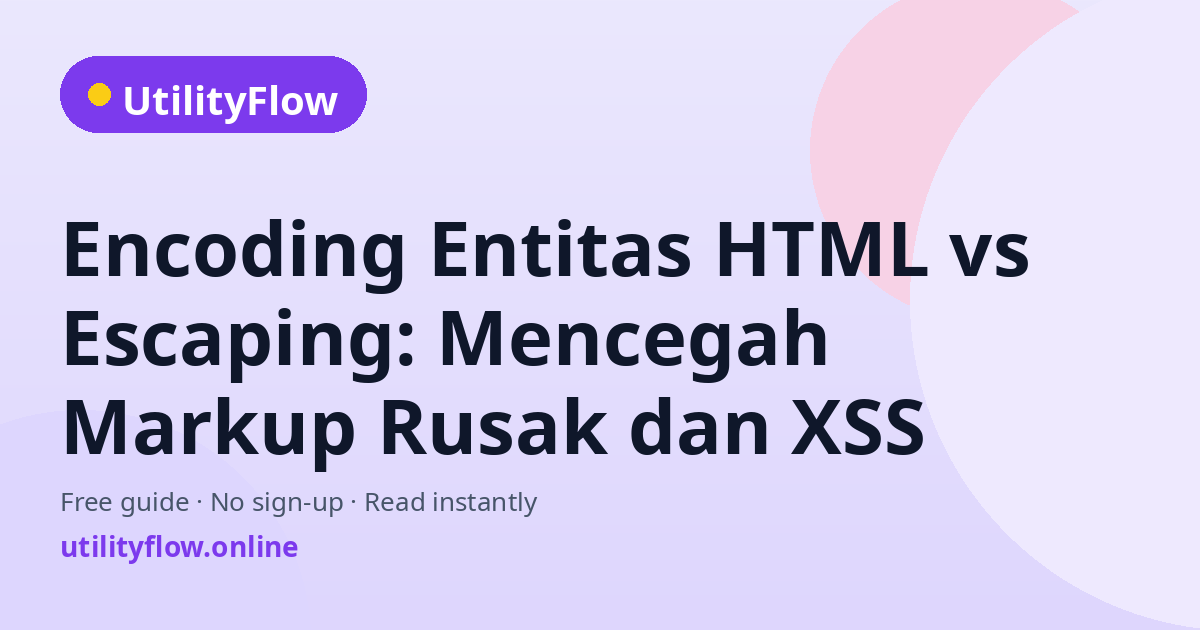 UtilityFlow
Encoding Entitas HTML vs
Escaping: Mencegah
Markup Rusak dan XSS
Free guide · No sign-up · Read instantly
utilityflow.online